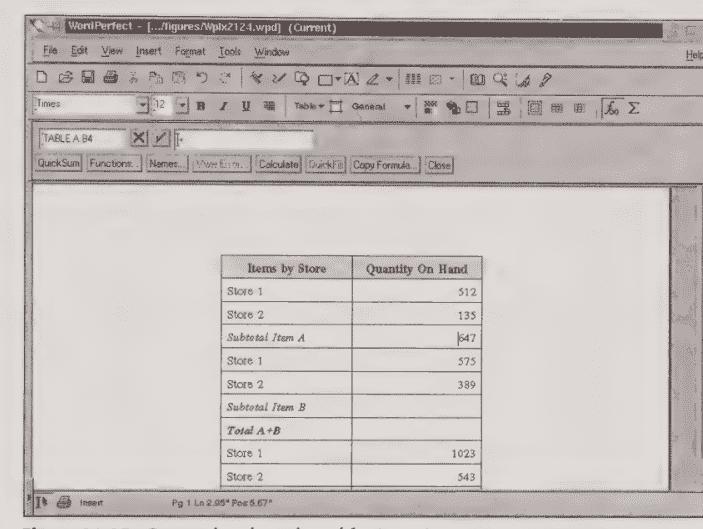 WordPerfect - [.../figures/Wplx2124.wpd] (Current)
File Edit View Insert Format Tools Window Help
Times 12 B I U Table General
TABLE A.B4
QuickSum Functions... Names... View Error... Calculate QuickFill Copy Formula... Close
Items by Store Quantity On Hand
Store 1 512
Store 2 135
Subtotal Item A 647
Store 1 575
Store 2 389
Subtotal Item B
Total A+B
Store 1 1023
Store 2 543
Insert Pg 1 Ln 2.95" Pos 5.67"